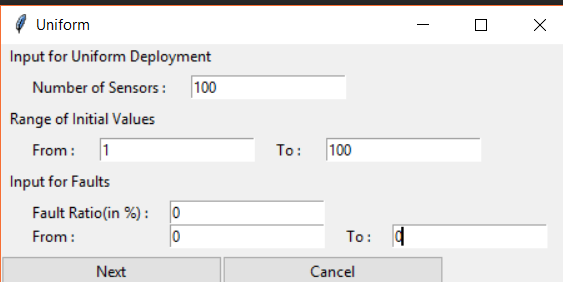 Uniform
Input for Uniform Deployment
Number of Sensors : 100
Range of Initial Values
From : 1 To : 100
Input for Faults
Fault Ratio(in %) : 0
From : 0 To : 0
Next Cancel